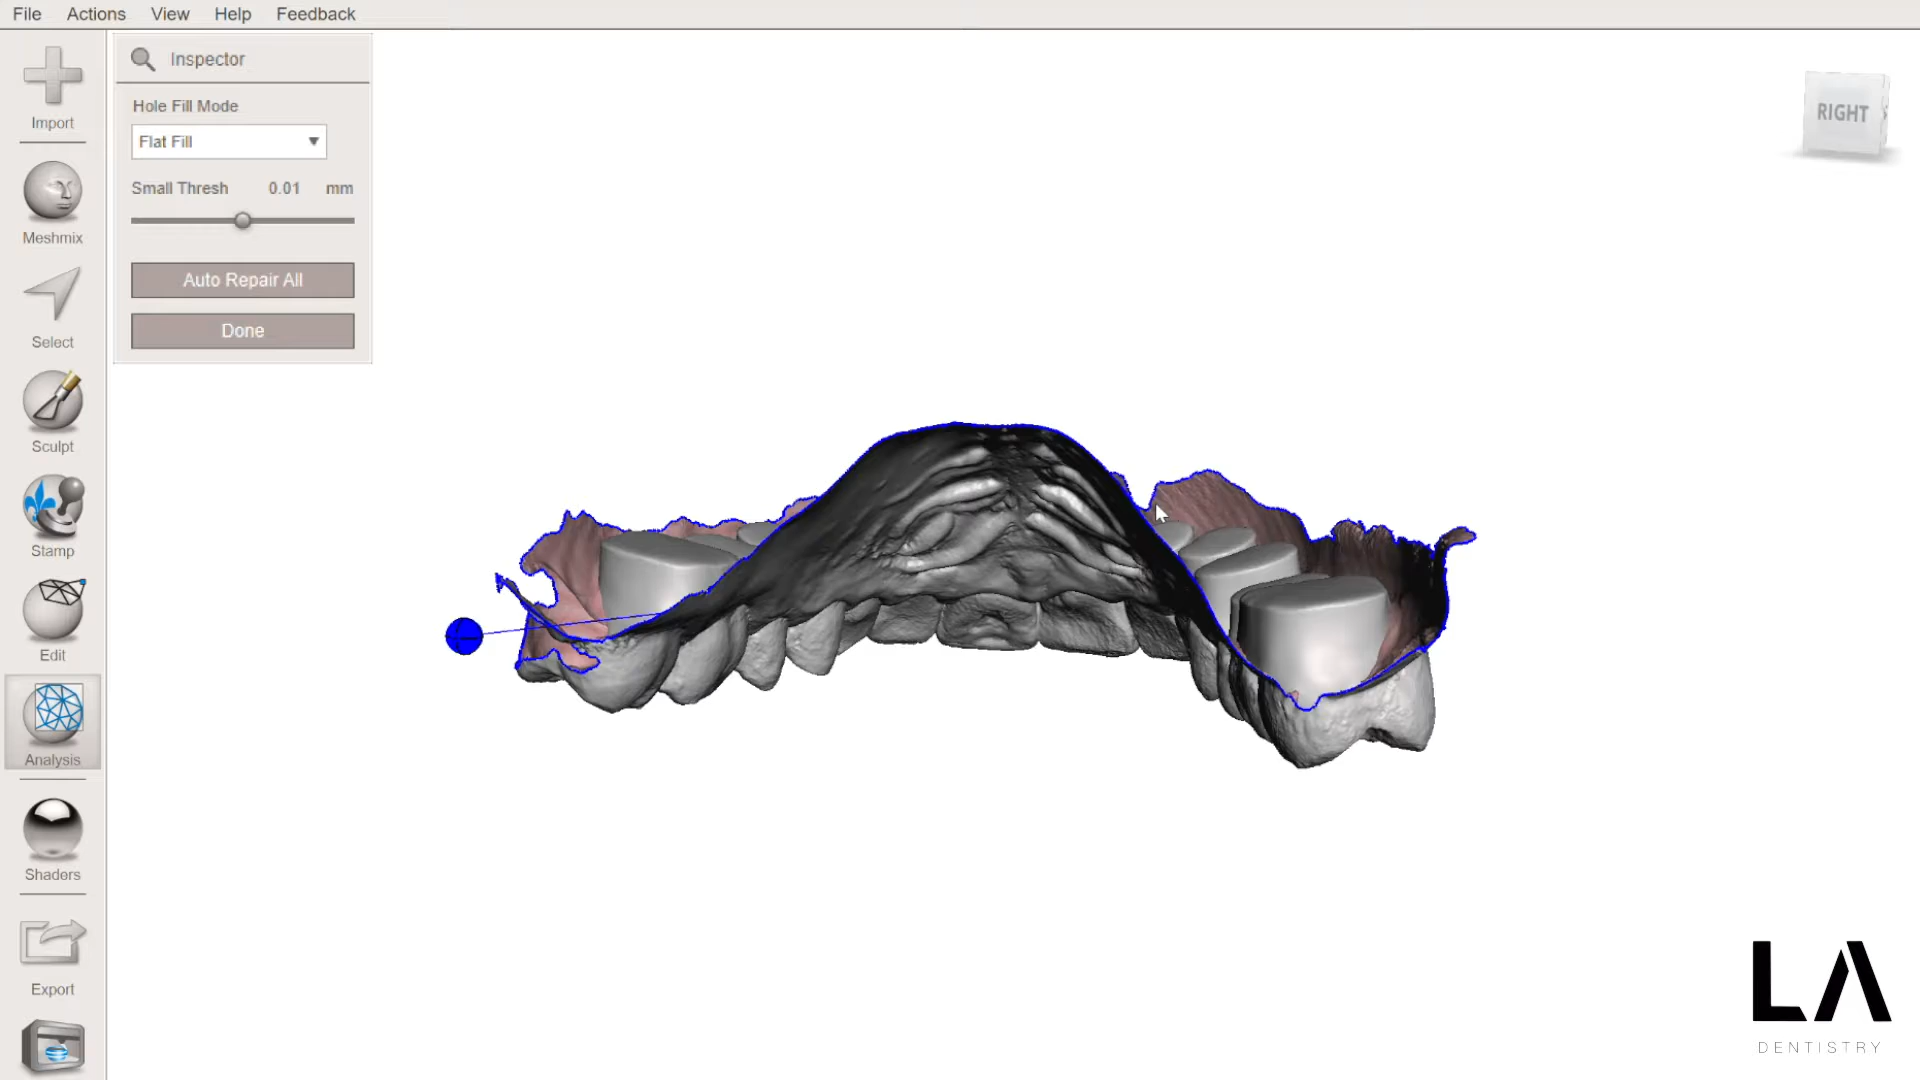 File Actions View Help Feedback
Import
Meshmix
Select
Sculpt
Stamp
Edit
Analysis
Shaders
Export
Inspector
Hole Fill Mode
Flat Fill
Small Thresh 0.01 mm
Auto Repair All
Done
RIGHT
LA
DENTISTRY